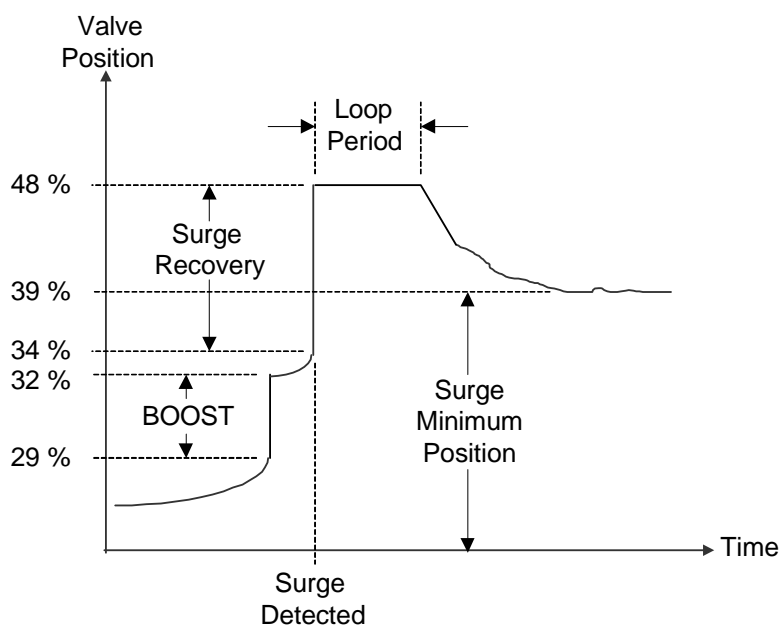 Valve
Position
Loop
Period
48 %
Surge
Recovery
39 %
34 %
32 %
Surge
Minimum
Position
BOOST
29 %
Time
Surge
Detected